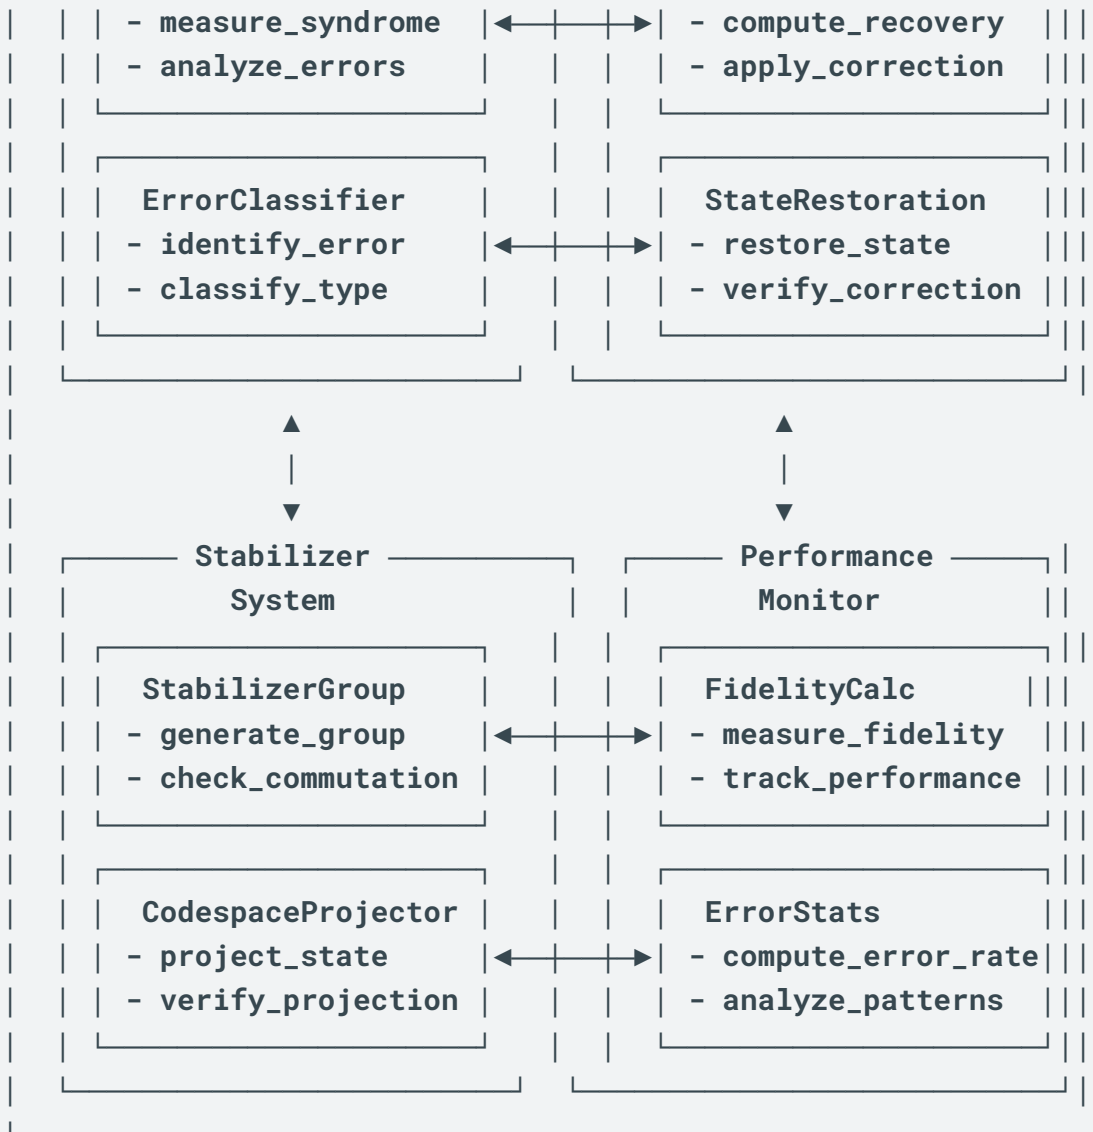 - measure_syndrome - compute_recovery
- analyze_errors - apply_correction
ErrorClassifier StateRestoration
- identify_error - restore_state
- classify_type - verify_correction
Stabilizer Performance
System Monitor
StabilizerGroup FidelityCalc
- generate_group - measure_fidelity
- check_commutation - track_performance
CodespaceProjector ErrorStats
- project_state - compute_error_rate
- verify_projection - analyze_patterns